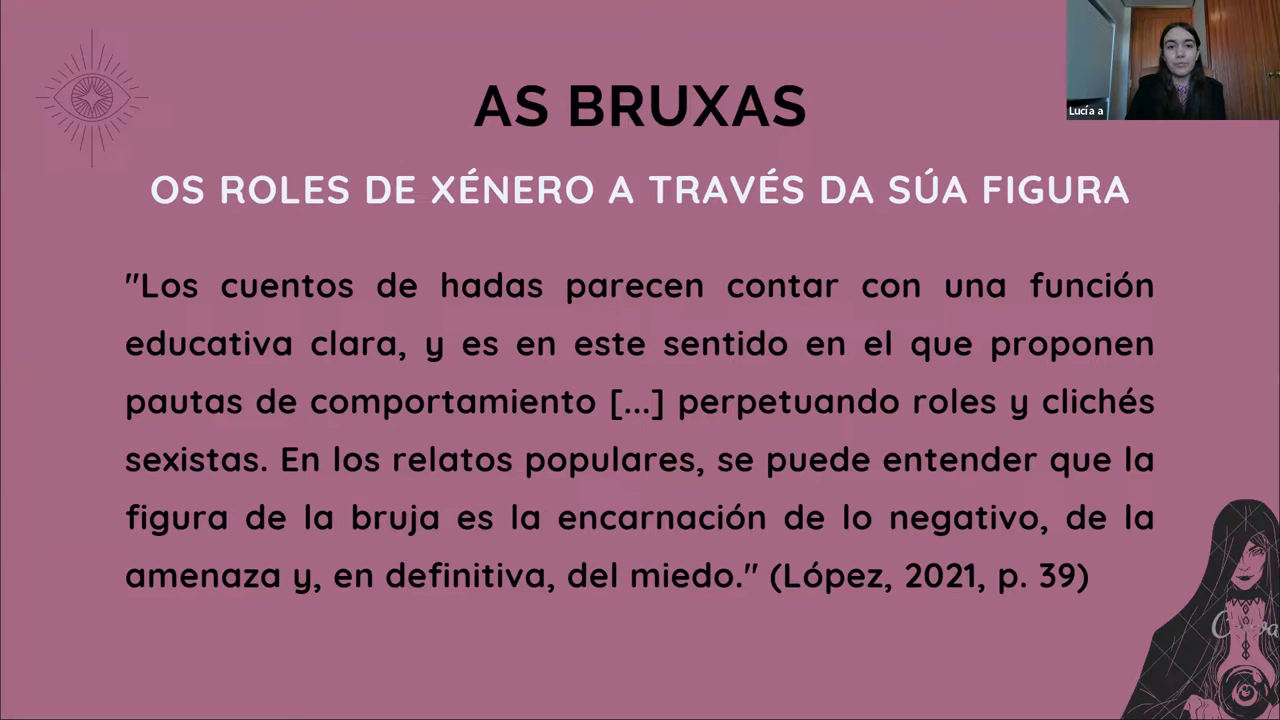 AS BRUXAS
Lucía a
OS ROLES DE XÉNERO A TRAVÉS DA SÚA FIGURA
"Los cuentos de hadas parecen contar con una función
educativa clara, y es en este sentido en el que proponen
pautas de comportamiento [...] perpetuando roles y clichés
sexistas. En los relatos populares, se puede entender que la
figura de la bruja es la encarnación de lo negativo, de la
amenaza y, en definitiva, del miedo." (López, 2021, p. 39)
Canva